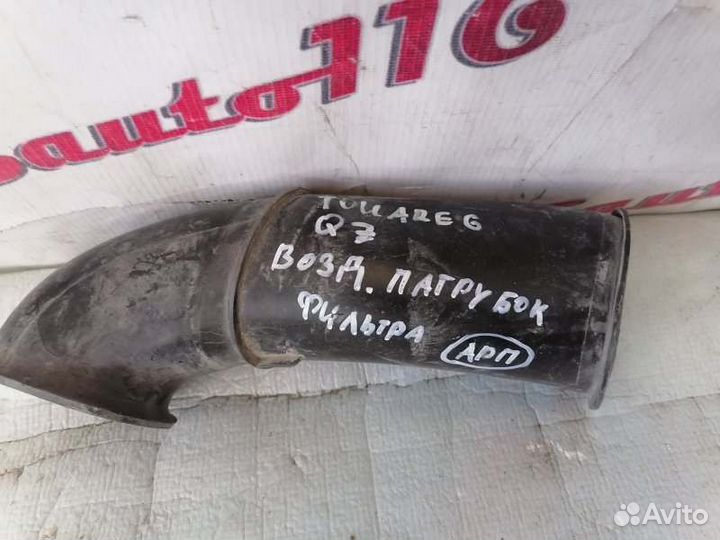 auto116
TOUAREG
Q7
ВОЗД. ПАТРУБОК
ФИЛЬТРА
АРП
Avito